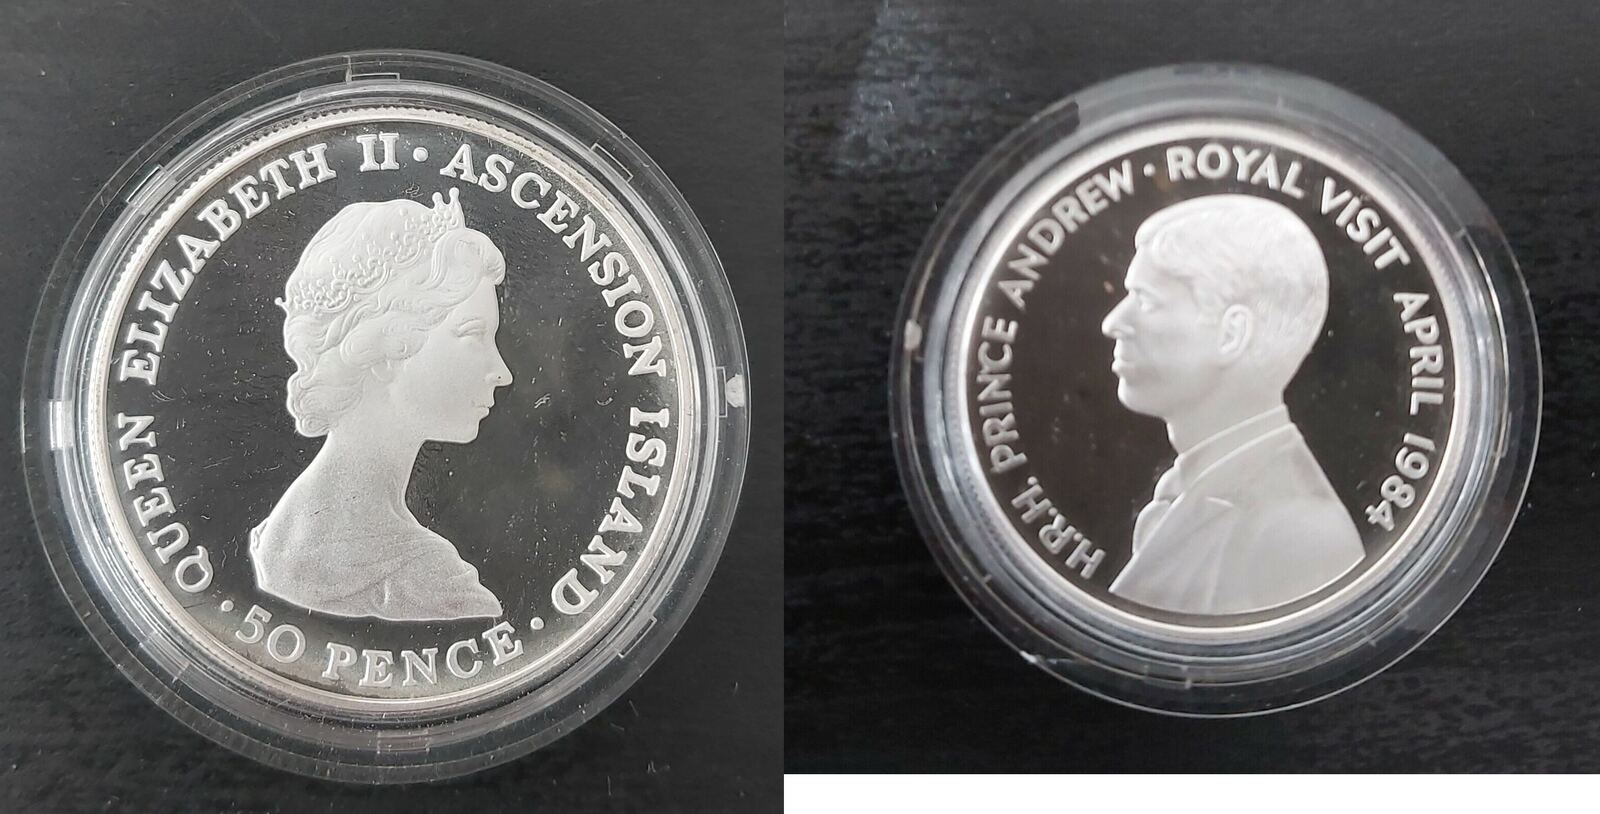 QUEEN ELIZABETH II · ASCENSION ISLAND ·
50 PENCE ·
H.R.H. PRINCE ANDREW · ROYAL VISIT APRIL 1984